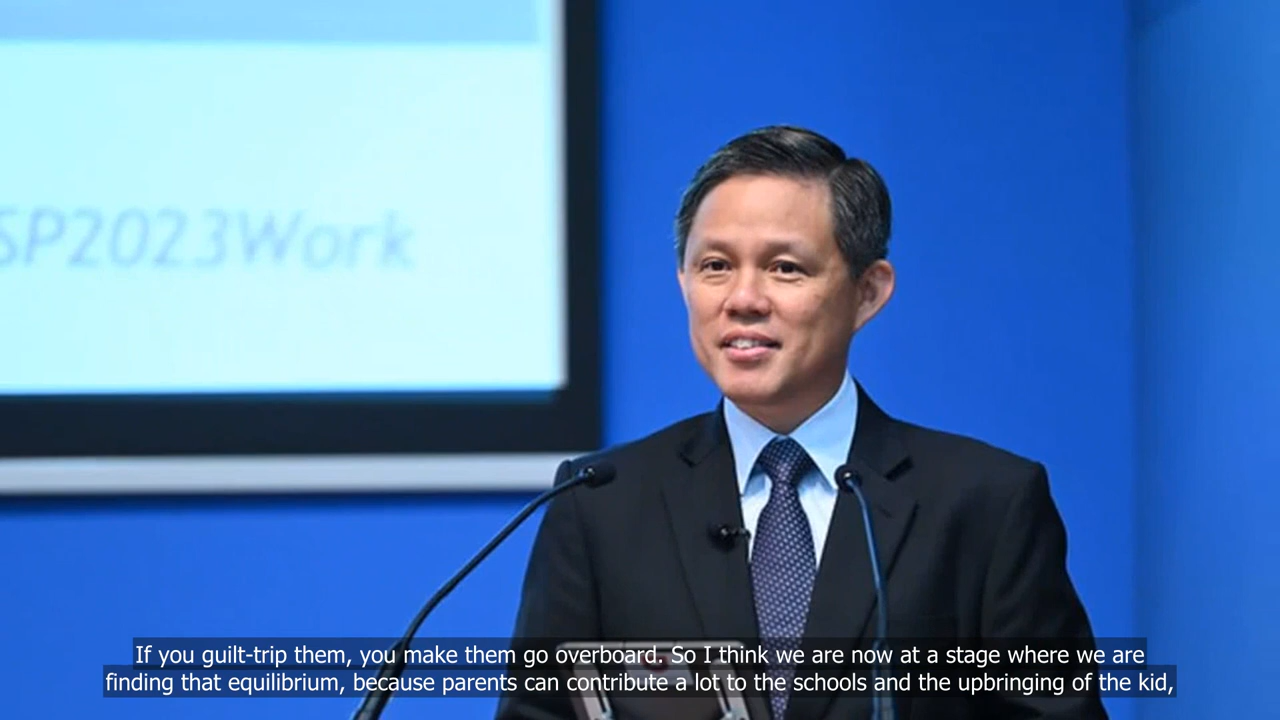 SP2023Work
If you guilt-trip them, you make them go overboard. So I think we are now at a stage where we are
finding that equilibrium, because parents can contribute a lot to the schools and the upbringing of the kid,